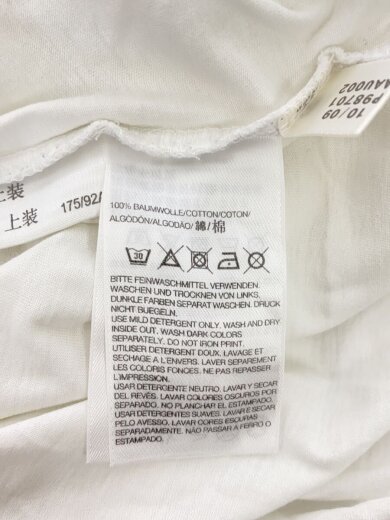 10/09
P98701
MAU002
上装
上装
175/92A
100% BAUMWOLLE/COTTON/COTON/
ALGODÓN/ALGODÃO/ 綿/棉
30
BITTE FEINWASCHMITTEL VERWENDEN.
WASCHEN UND TROCKNEN VON LINKS.
DUNKLE FARBEN SEPARAT WASCHEN. DRUCK
NICHT BUEGELN.
USE MILD DETERGENT ONLY. WASH AND DRY
INSIDE OUT. WASH DARK COLORS
SEPARATELY. DO NOT IRON PRINT.
UTILISER DETERGENT DOUX. LAVAGE ET
SECHAGE A L'ENVERS. LAVER SEPAREMENT
LES COLORIS FONCES. NE PAS REPASSER
L'IMPRESSION.
USAR DETERGENTE NEUTRO. LAVAR Y SECAR
DEL REVÉS. LAVAR COLORES OSCUROS POR
SEPARADO. NO PLANCHAR EL ESTAMPADO.
USAR DETERGENTES SUAVES. LAVAR E SECAR
PELO AVESSO. LAVAR CORES ESCURAS
SEPARADAMENTE. NÃO PASSAR A FERRO O
ESTAMPADO.